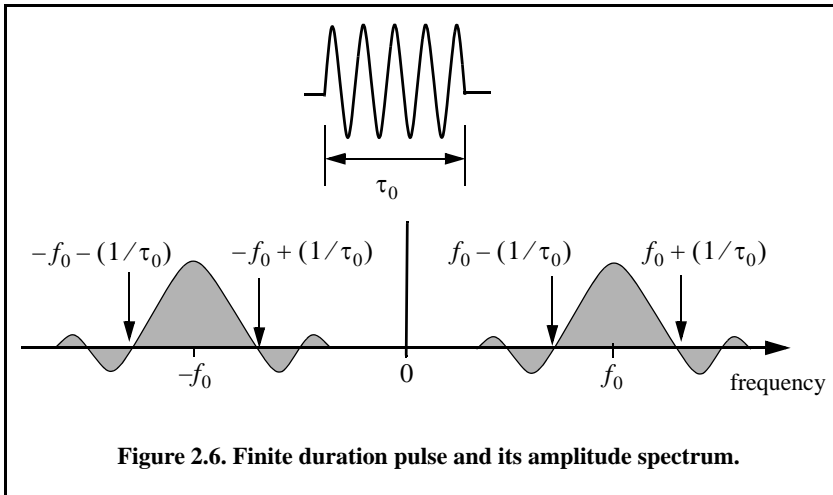 τ₀
–f₀ – (1/τ₀) –f₀ + (1/τ₀) f₀ – (1/τ₀) f₀ + (1/τ₀)
–f₀ 0 f₀ frequency
Figure 2.6. Finite duration pulse and its amplitude spectrum.